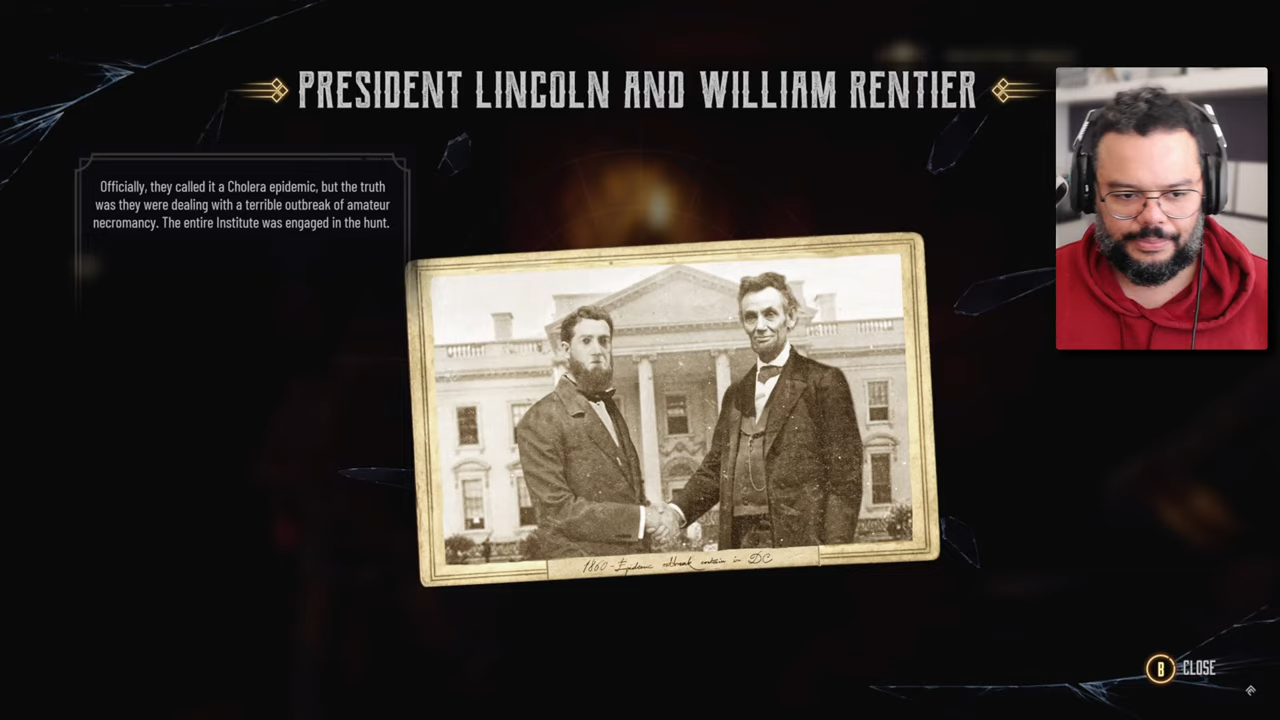 PRESIDENT LINCOLN AND WILLIAM RENTIER
Officially, they called it a Cholera epidemic, but the truth
was they were dealing with a terrible outbreak of amateur
necromancy. The entire Institute was engaged in the hunt.
1860 - Epidemic outbreak in DC
B CLOSE